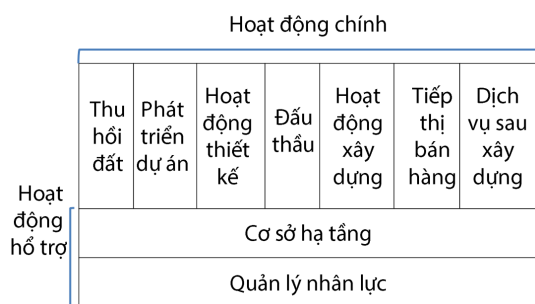 Hoạt động chính
Thu
hồi
đất
Phát
triển
dự án
Hoạt
động
thiết
kế
Đấu
thầu
Hoạt
động
xây
dựng
Tiếp
thị
bán
hàng
Dịch
vụ sau
xây
dựng
Hoạt
động
hổ trợ
Cơ sở hạ tầng
Quản lý nhân lực